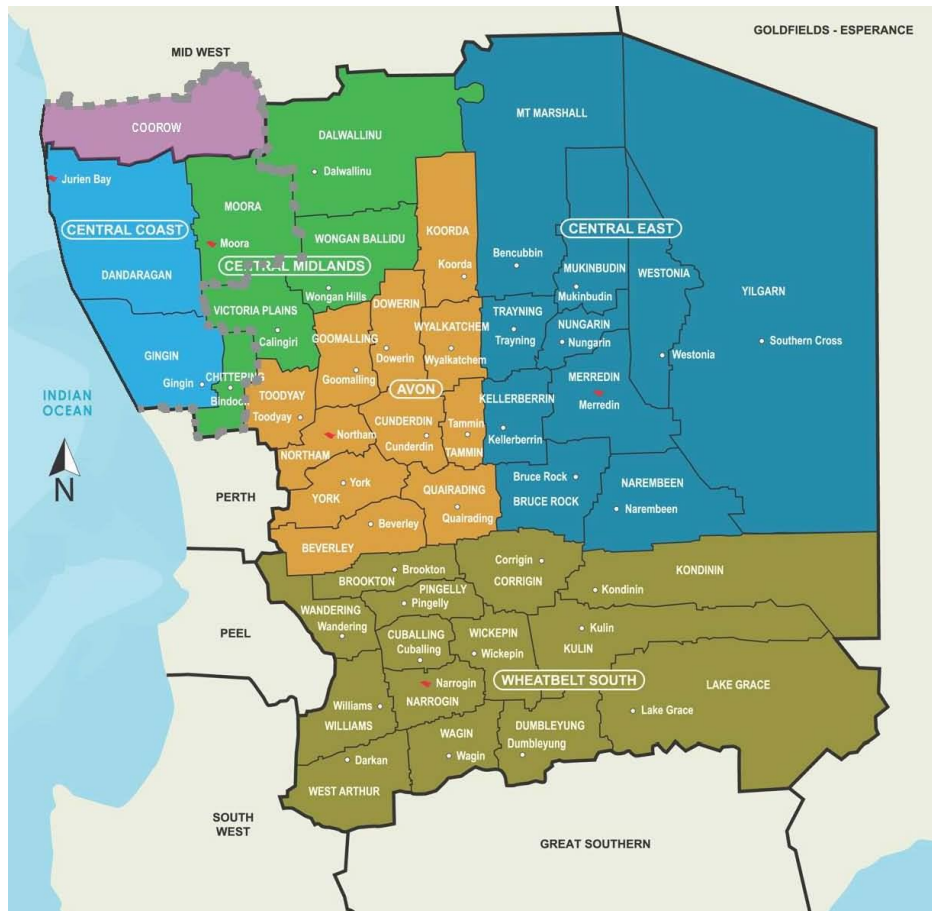 GOLDFIELDS - ESPERANCE
MID WEST
COOROW
MT MARSHALL
DALWALLINU
Dalwallinu
Jurien Bay
MOORA
CENTRAL COAST
Moora
WONGAN BALLIDU
KOORDA
CENTRAL EAST
CENTRAL MIDLANDS
Koorda
Bencubbin
MUKINBUDIN
Mukinbudin
WESTONIA
DANDARAGAN
Wongan Hills
YILGARN
VICTORIA PLAINS
Calingiri
DOWERIN
Dowerin
GOOMALLING
Goomalling
WYALKATCHEM
Wyalkatchem
TRAYNING
Trayning
NUNGARIN
Nungarin
Southern Cross
Westonia
GINGIN
Gingin
CHITTERING
Bindoon
TOODYAY
Toodyay
AVON
MERREDIN
Merredin
KELLERBERRIN
Kellerberrin
INDIAN
OCEAN
N
Northam
NORTHAM
CUNDERDIN
Cunderdin
Tammin
TAMMIN
PERTH
York
YORK
QUAIRADING
Quairading
Bruce Rock
BRUCE ROCK
NAREMBEEN
Narembeen
Beverley
BEVERLEY
Brookton
BROOKTON
Corrigin
CORRIGIN
KONDININ
Kondinin
PINGELLY
Pingelly
WANDERING
Wandering
PEEL
CUBALLING
Cuballing
WICKEPIN
Wickepin
Kulin
KULIN
Narrogin
NARROGIN
WHEATBELT SOUTH
LAKE GRACE
Lake Grace
Williams
WILLIAMS
WAGIN
Wagin
DUMBLEYUNG
Dumbleyung
Darkan
WEST ARTHUR
SOUTH
WEST
GREAT SOUTHERN